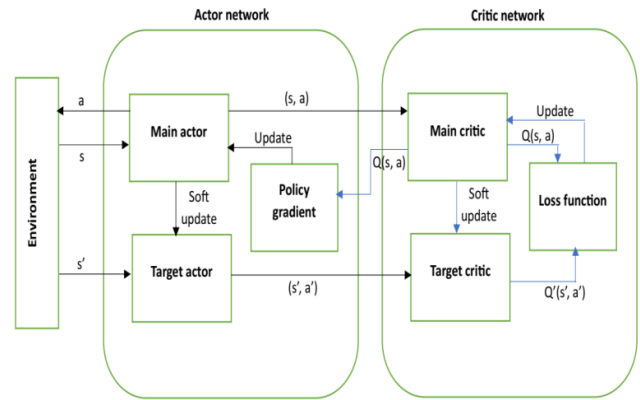 Actor network
Critic network
a
(s, a)
Update
Main actor
Update
Main critic
Q(s, a)
s
Q(s, a)
Environment
Policy
gradient
Loss function
Soft
update
Soft
update
s’
Target actor
(s’, a’)
Target critic
Q’(s’, a’)